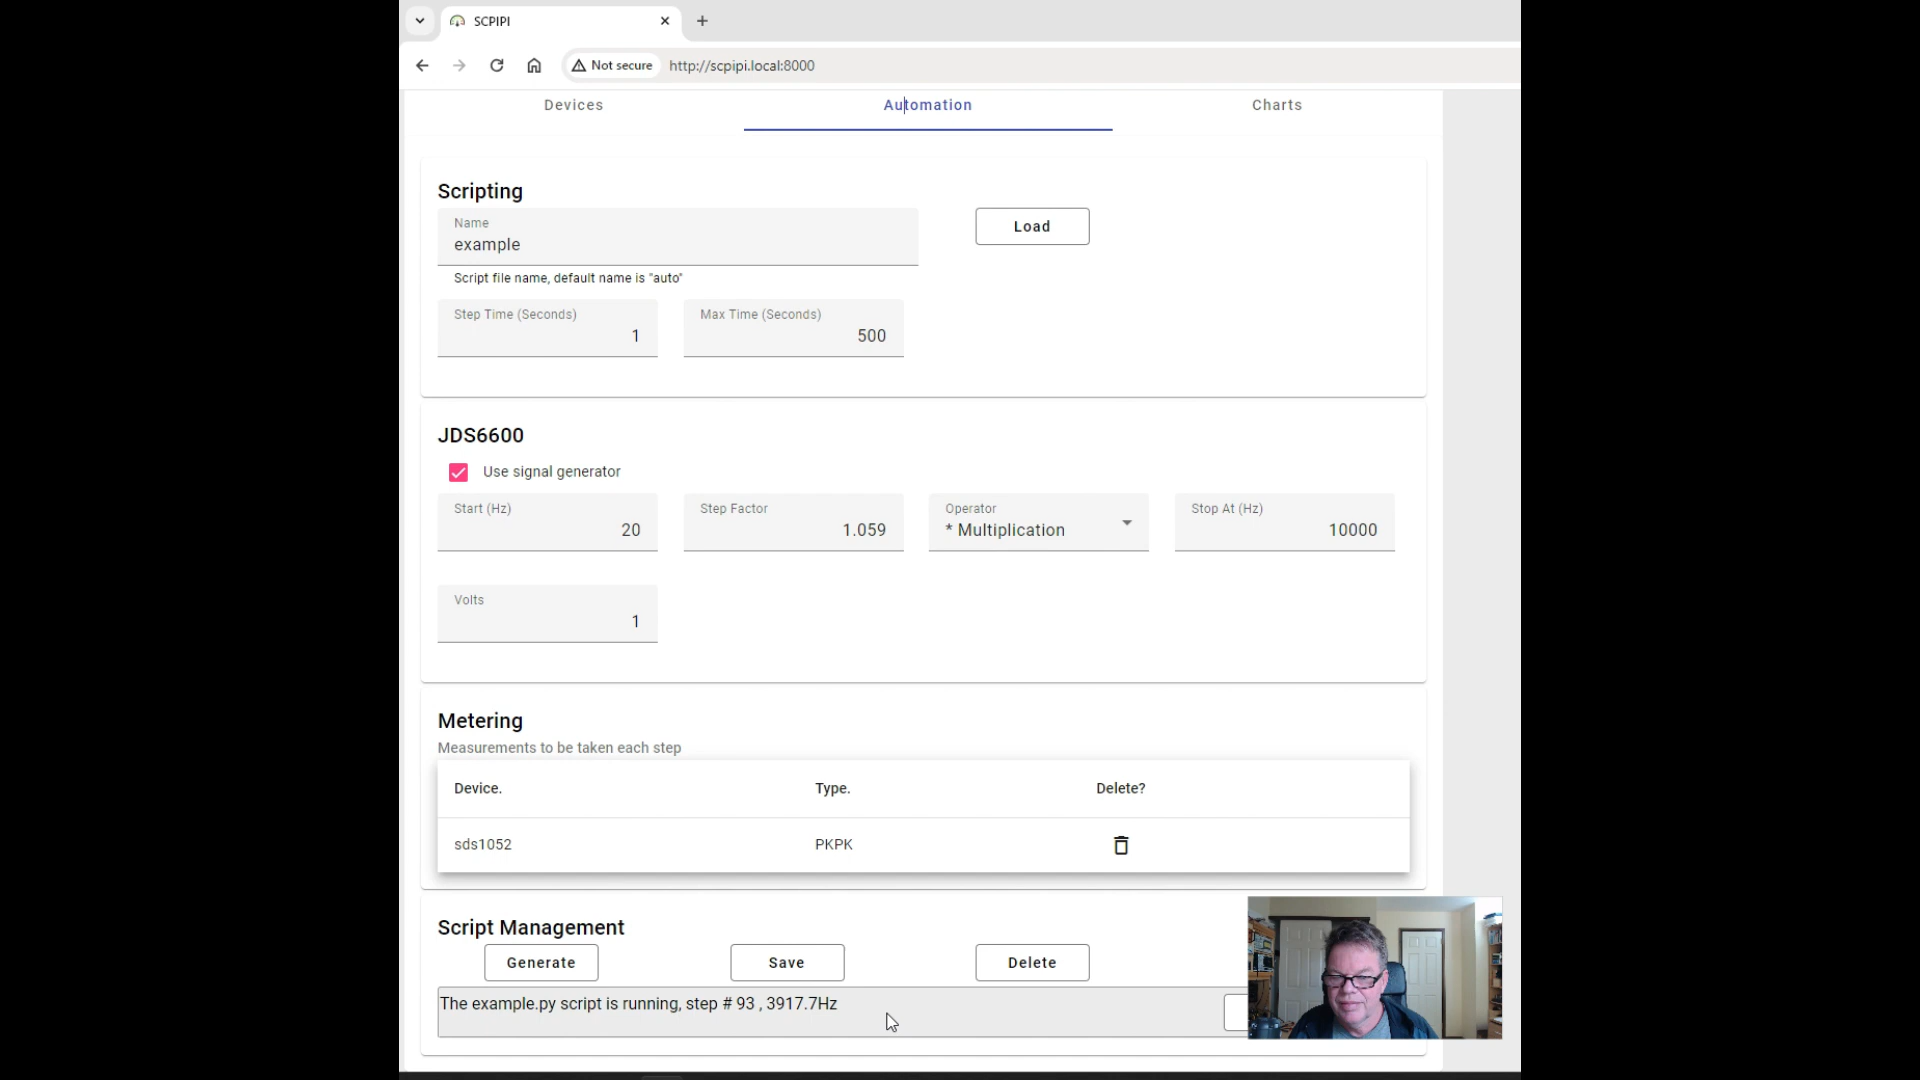 SCPIPI
Not secure http://scpipi.local:8000
Devices Automation Charts
Scripting
Name
example
Load
Script file name, default name is "auto"
Step Time (Seconds) Max Time (Seconds)
1 500
JDS6600
Use signal generator
Start (Hz) Step Factor Operator Stop At (Hz)
20 1.059 * Multiplication 10000
Volts
1
Metering
Measurements to be taken each step
Device. Type. Delete?
sds1052 PKPK
Script Management
Generate Save Delete
The example.py script is running, step # 93 , 3917.7Hz